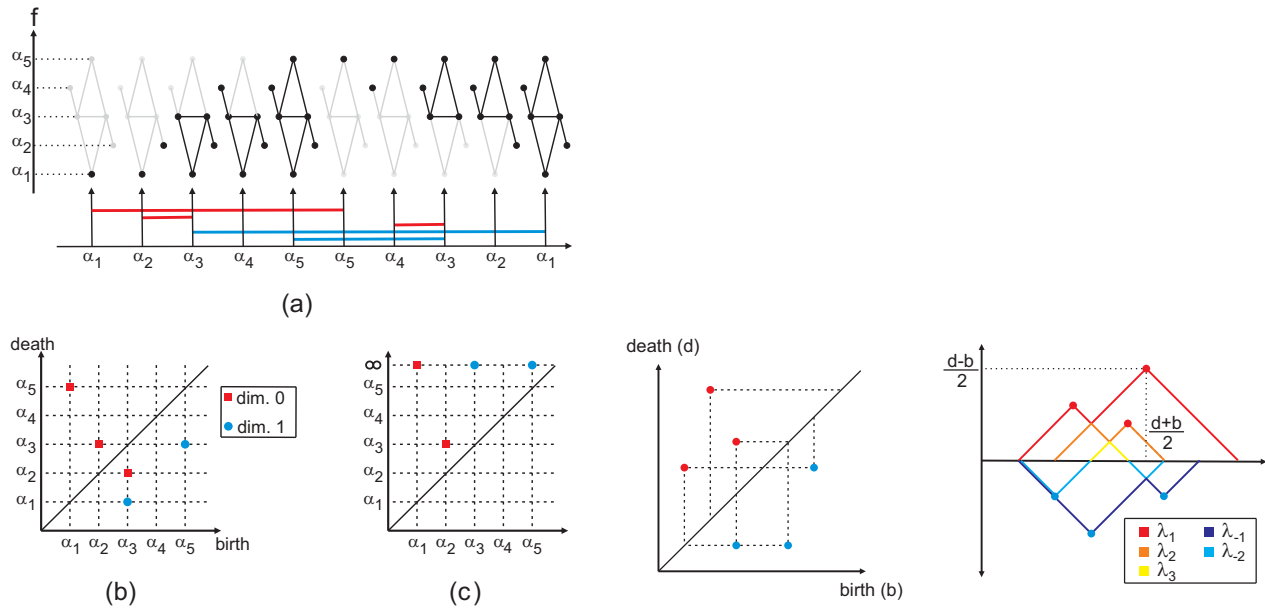 f
α5
α4
α3
α2
α1
α1 α2 α3 α4 α5 α5 α4 α3 α2 α1
(a)
death
α5
α4
α3
α2
α1
α1 α2 α3 α4 α5 birth
dim. 0
dim. 1
(b)
∞
α5
α4
α3
α2
α1
α1 α2 α3 α4 α5
(c)
death (d)
birth (b)
d-b
2
d+b
2
λ1 λ-1
λ2 λ-2
λ3